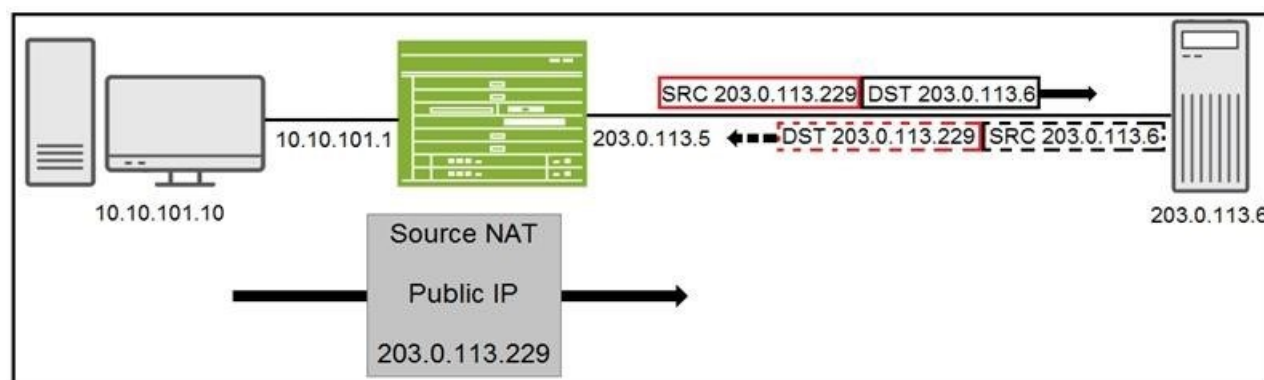 SRC 203.0.113.229 DST 203.0.113.6
10.10.101.1
203.0.113.5
DST 203.0.113.229 SRC 203.0.113.6
10.10.101.10
203.0.113.6
Source NAT
Public IP
203.0.113.229